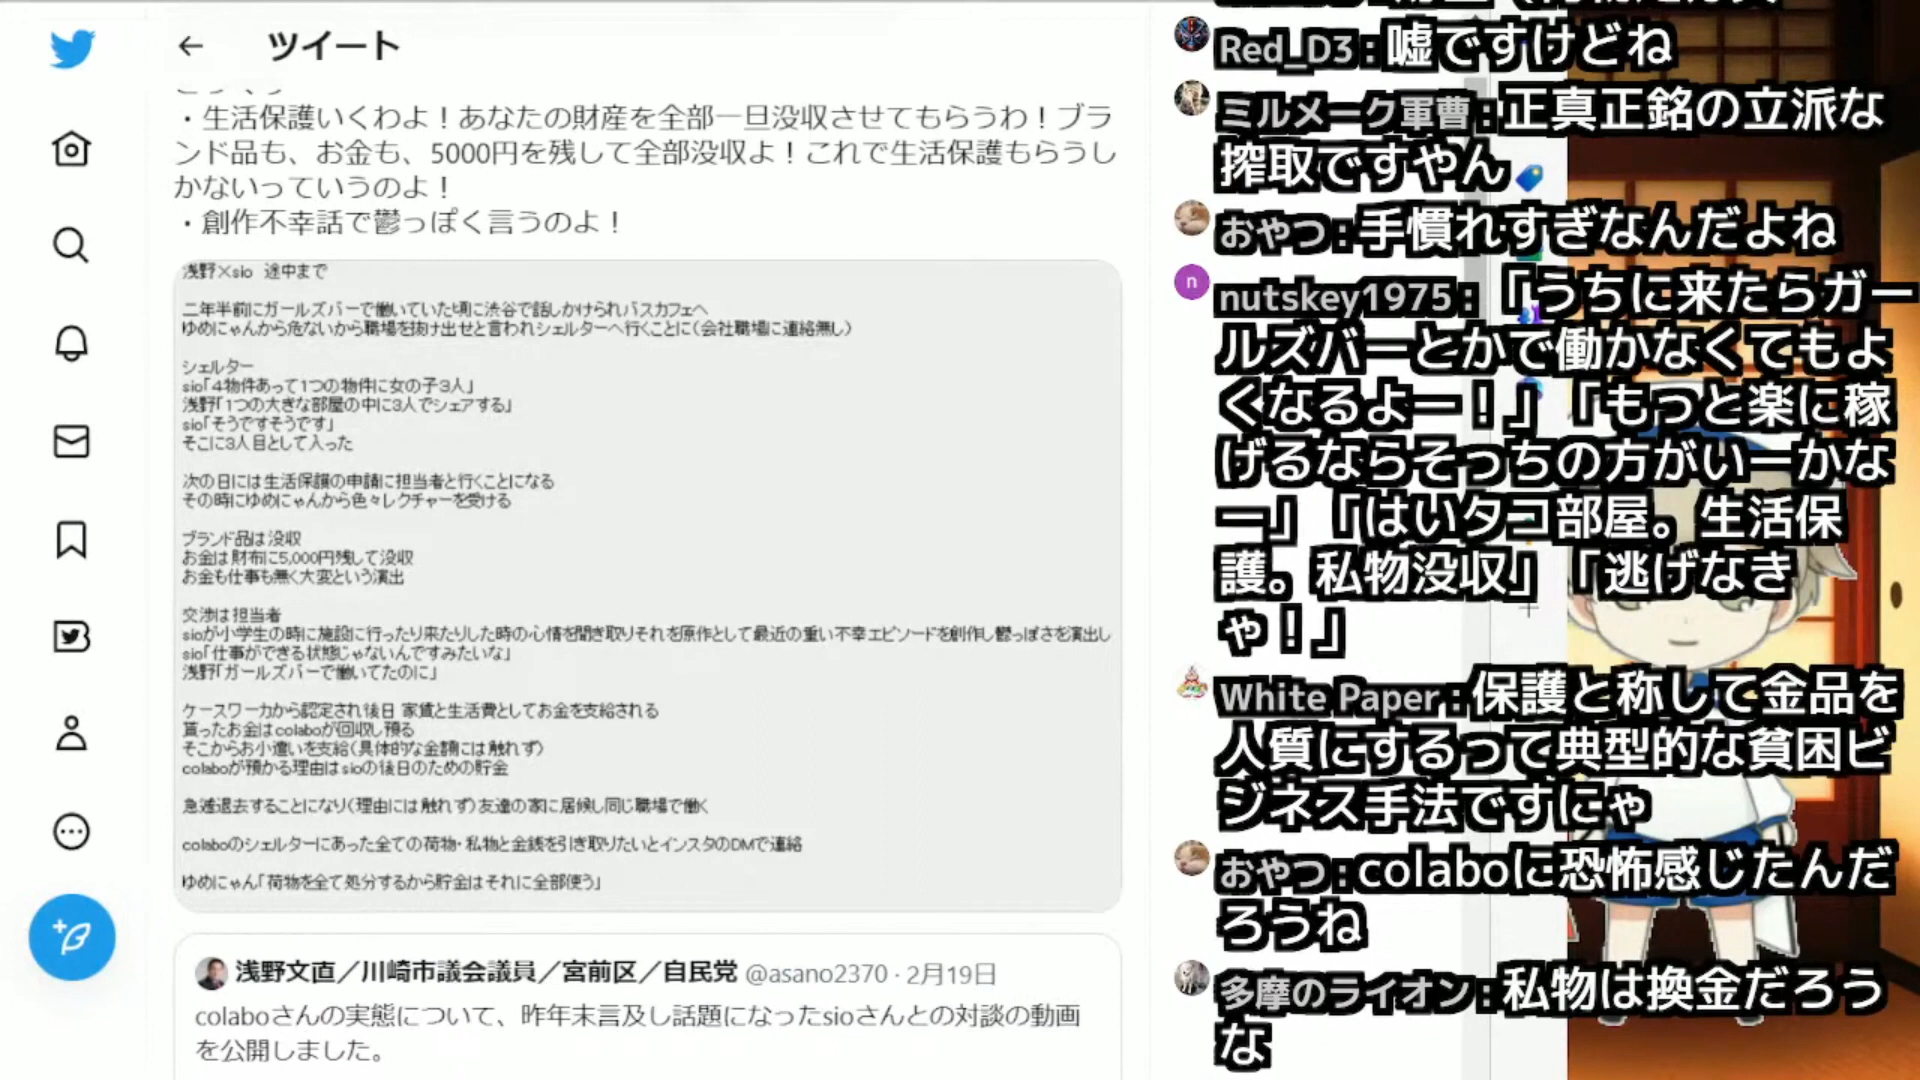 ツイート
・生活保護いくわよ！あなたの財産を全部一旦没収させてもらうわ！ブラ
ンド品も、お金も、5000円を残して全部没収よ！これで生活保護もらうし
かないっていうのよ！
・創作不幸話で鬱っぽく言うのよ！
浅野×sio　途中まで
二年半前にガールズバーで働いていた頃に渋谷で話しかけられバスカフェへ
ゆめにゃんから危ないから職場を抜け出せと言われシェルターへ行くことに（会社職場に連絡無し）
シェルター
sio「4物件あって1つの物件に女の子3人」
浅野「1つの大きな部屋の中に3人でシェアする」
sio「そうですそうです」
そこに3人目として入った
次の日には生活保護の申請に担当者と行くことになる
その時にゆめにゃんから色々レクチャーを受ける
ブランド品は没収
お金は財布に5,000円残して没収
お金も仕事も無く大変という演出
交渉は担当者
sioが小学生の時に施設に行ったり来たりした時の心情を聞き取りそれを原作として最近の重い不幸エピソードを創作し鬱っぽさを演出し
sio「仕事ができる状態じゃないんですみたいな」
浅野「ガールズバーで働いてたのに」
ケースワーカから認定され後日 家賃と生活費としてお金を支給される
貰ったお金はcolaboが回収し預る
そこからお小遣いを支給（具体的な金額には触れず）
colaboが預かる理由はsioの後日のための貯金
急遽退去することになり（理由には触れず）友達の家に居候し同じ職場で働く
colaboのシェルターにあった全ての荷物・私物と金銭を引き取りたいとインスタのDMで連絡
ゆめにゃん「荷物を全て処分するから貯金はそれに全部使う」
浅野文直／川崎市議会議員／宮前区／自民党 @asano2370・2月19日
colaboさんの実態について、昨年末言及し話題になったsioさんとの対談の動画
を公開しました。
Red_D3：嘘ですけどね
ミルメーク軍曹：正真正銘の立派な
搾取ですやん
おやつ：手慣れすぎなんだよね
n
nutskey1975：「うちに来たらガー
ルズバーとかで働かなくてもよ
くなるよー！」「もっと楽に稼
げるならそっちの方がいーかな
ー」「はいタコ部屋。生活保
護。私物没収」「逃げなき
ゃ！」
White Paper：保護と称して金品を
人質にするって典型的な貧困ビ
ジネス手法ですにゃ
おやつ：colaboに恐怖感じたんだ
ろうね
多摩のライオン：私物は換金だろう
な